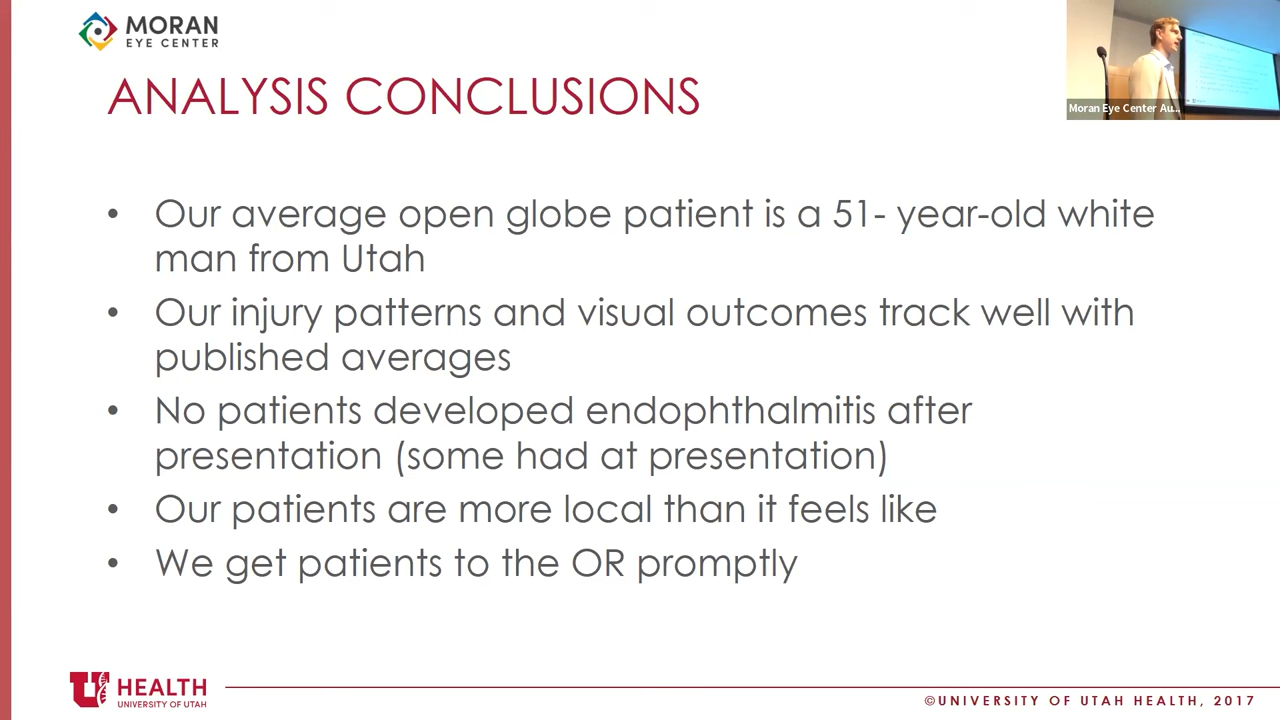 MORAN
EYE CENTER
Moran Eye Center Au...
ANALYSIS CONCLUSIONS
• Our average open globe patient is a 51- year-old white
man from Utah
• Our injury patterns and visual outcomes track well with
published averages
• No patients developed endophthalmitis after
presentation (some had at presentation)
• Our patients are more local than it feels like
• We get patients to the OR promptly
U HEALTH
UNIVERSITY OF UTAH
©UNIVERSITY OF UTAH HEALTH, 2017